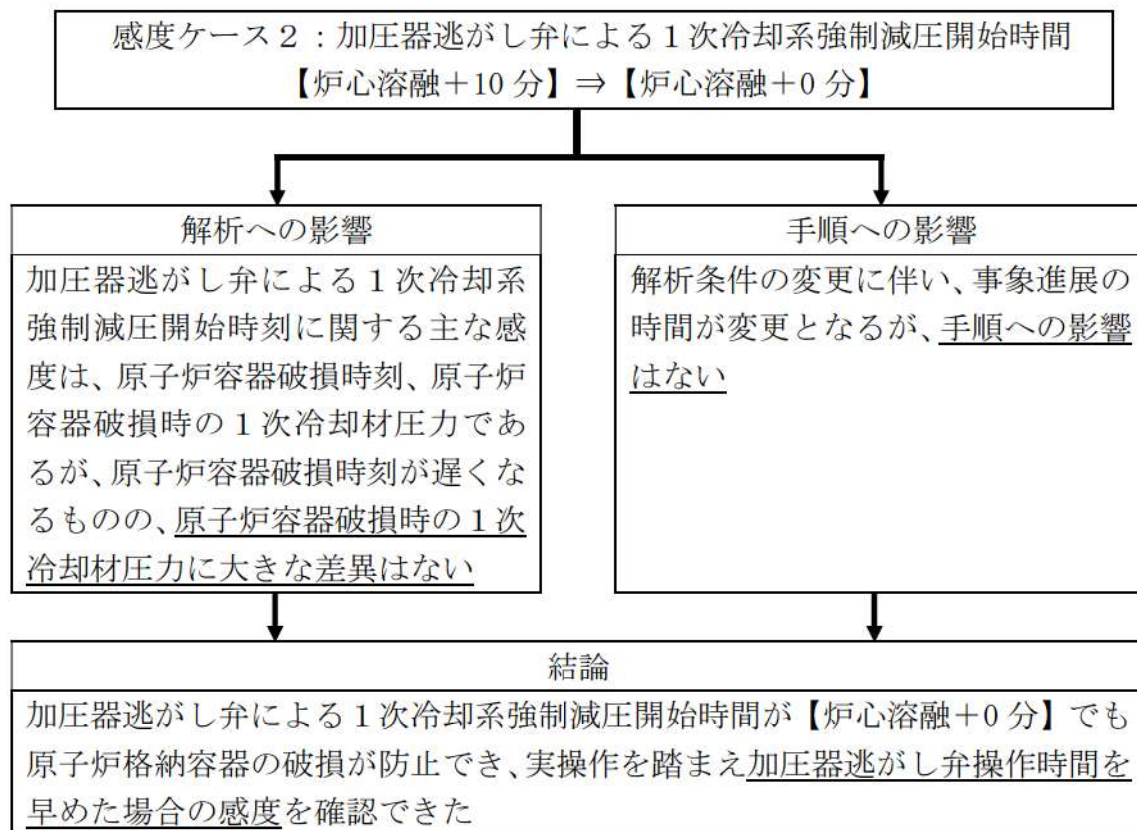 感度ケース2：加圧器逃がし弁による1次冷却系強制減圧開始時間
【炉心溶融＋10分】⇒【炉心溶融＋0分】
解析への影響
加圧器逃がし弁による1次冷却系
強制減圧開始時刻に関する主な感
度は、原子炉容器破損時刻、原子炉
容器破損時の1次冷却材圧力であ
るが、原子炉容器破損時刻が遅くな
るものの、原子炉容器破損時の1次
冷却材圧力に大きな差異はない
手順への影響
解析条件の変更に伴い、事象進展の
時間が変更となるが、手順への影響
はない
結論
加圧器逃がし弁による1次冷却系強制減圧開始時間が【炉心溶融＋0分】でも
原子炉格納容器の破損が防止でき、実操作を踏まえ加圧器逃がし弁操作時間を
早めた場合の感度を確認できた